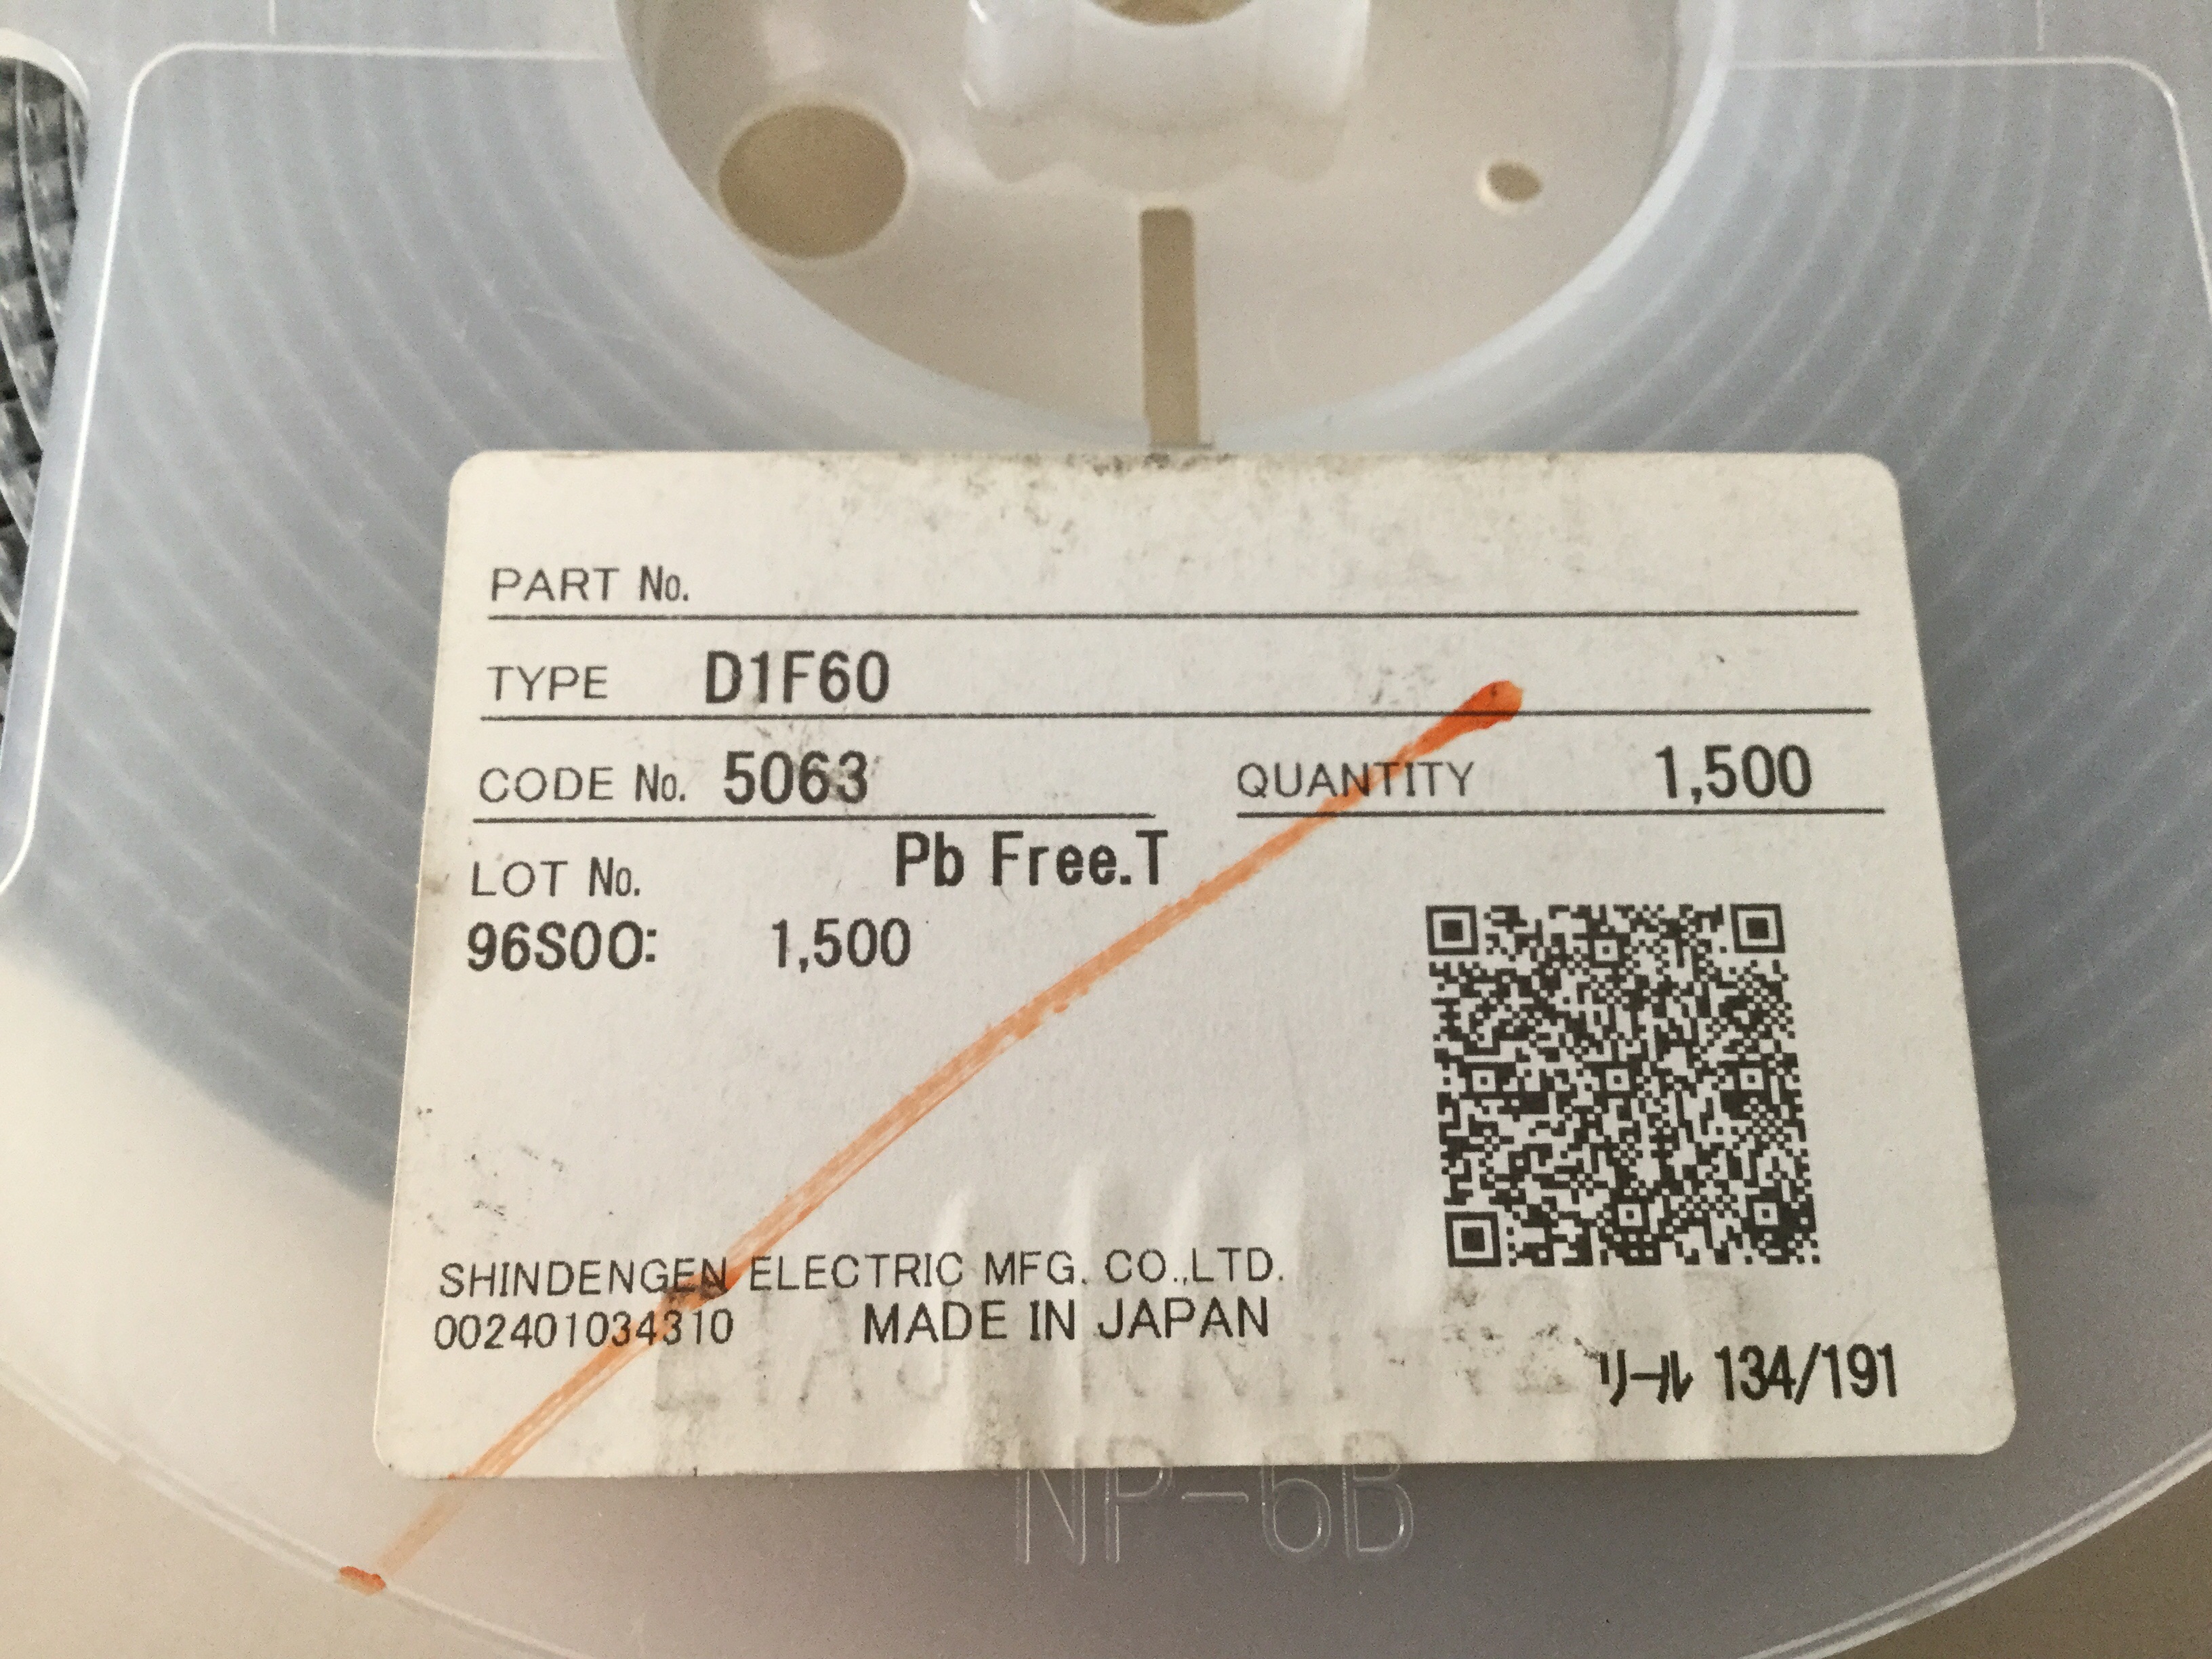 PART No.
TYPE D1F60
CODE No. 5063 QUANTITY 1,500
Pb Free.T
LOT No.
96S00: 1,500
SHINDENGEN ELECTRIC MFG. CO.,LTD.
002401034310 MADE IN JAPAN
リール 134/191
NP-6B